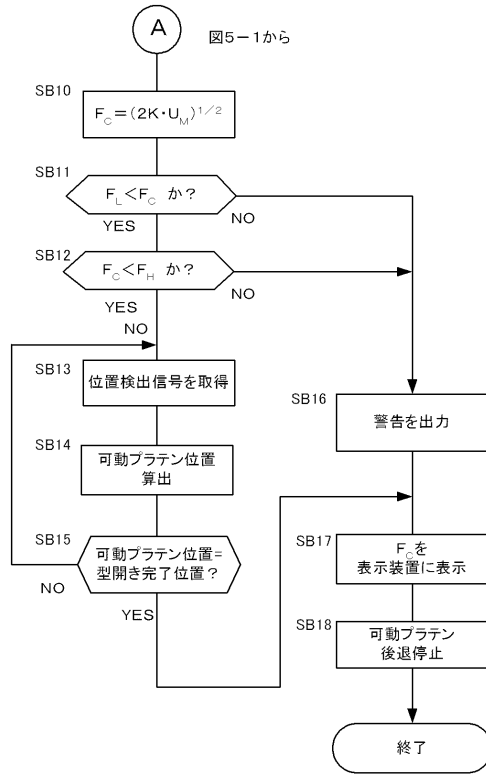 A
図5－1から
SB10
F_C＝(2K・U_M)^1/2
SB11
F_L＜F_C か？
NO
YES
SB12
F_C＜F_H か？
NO
YES
NO
SB13
位置検出信号を取得
SB14
可動プラテン位置
算出
SB15
可動プラテン位置＝
型開き完了位置？
NO
YES
SB16
警告を出力
SB17
F_Cを
表示装置に表示
SB18
可動プラテン
後退停止
終了